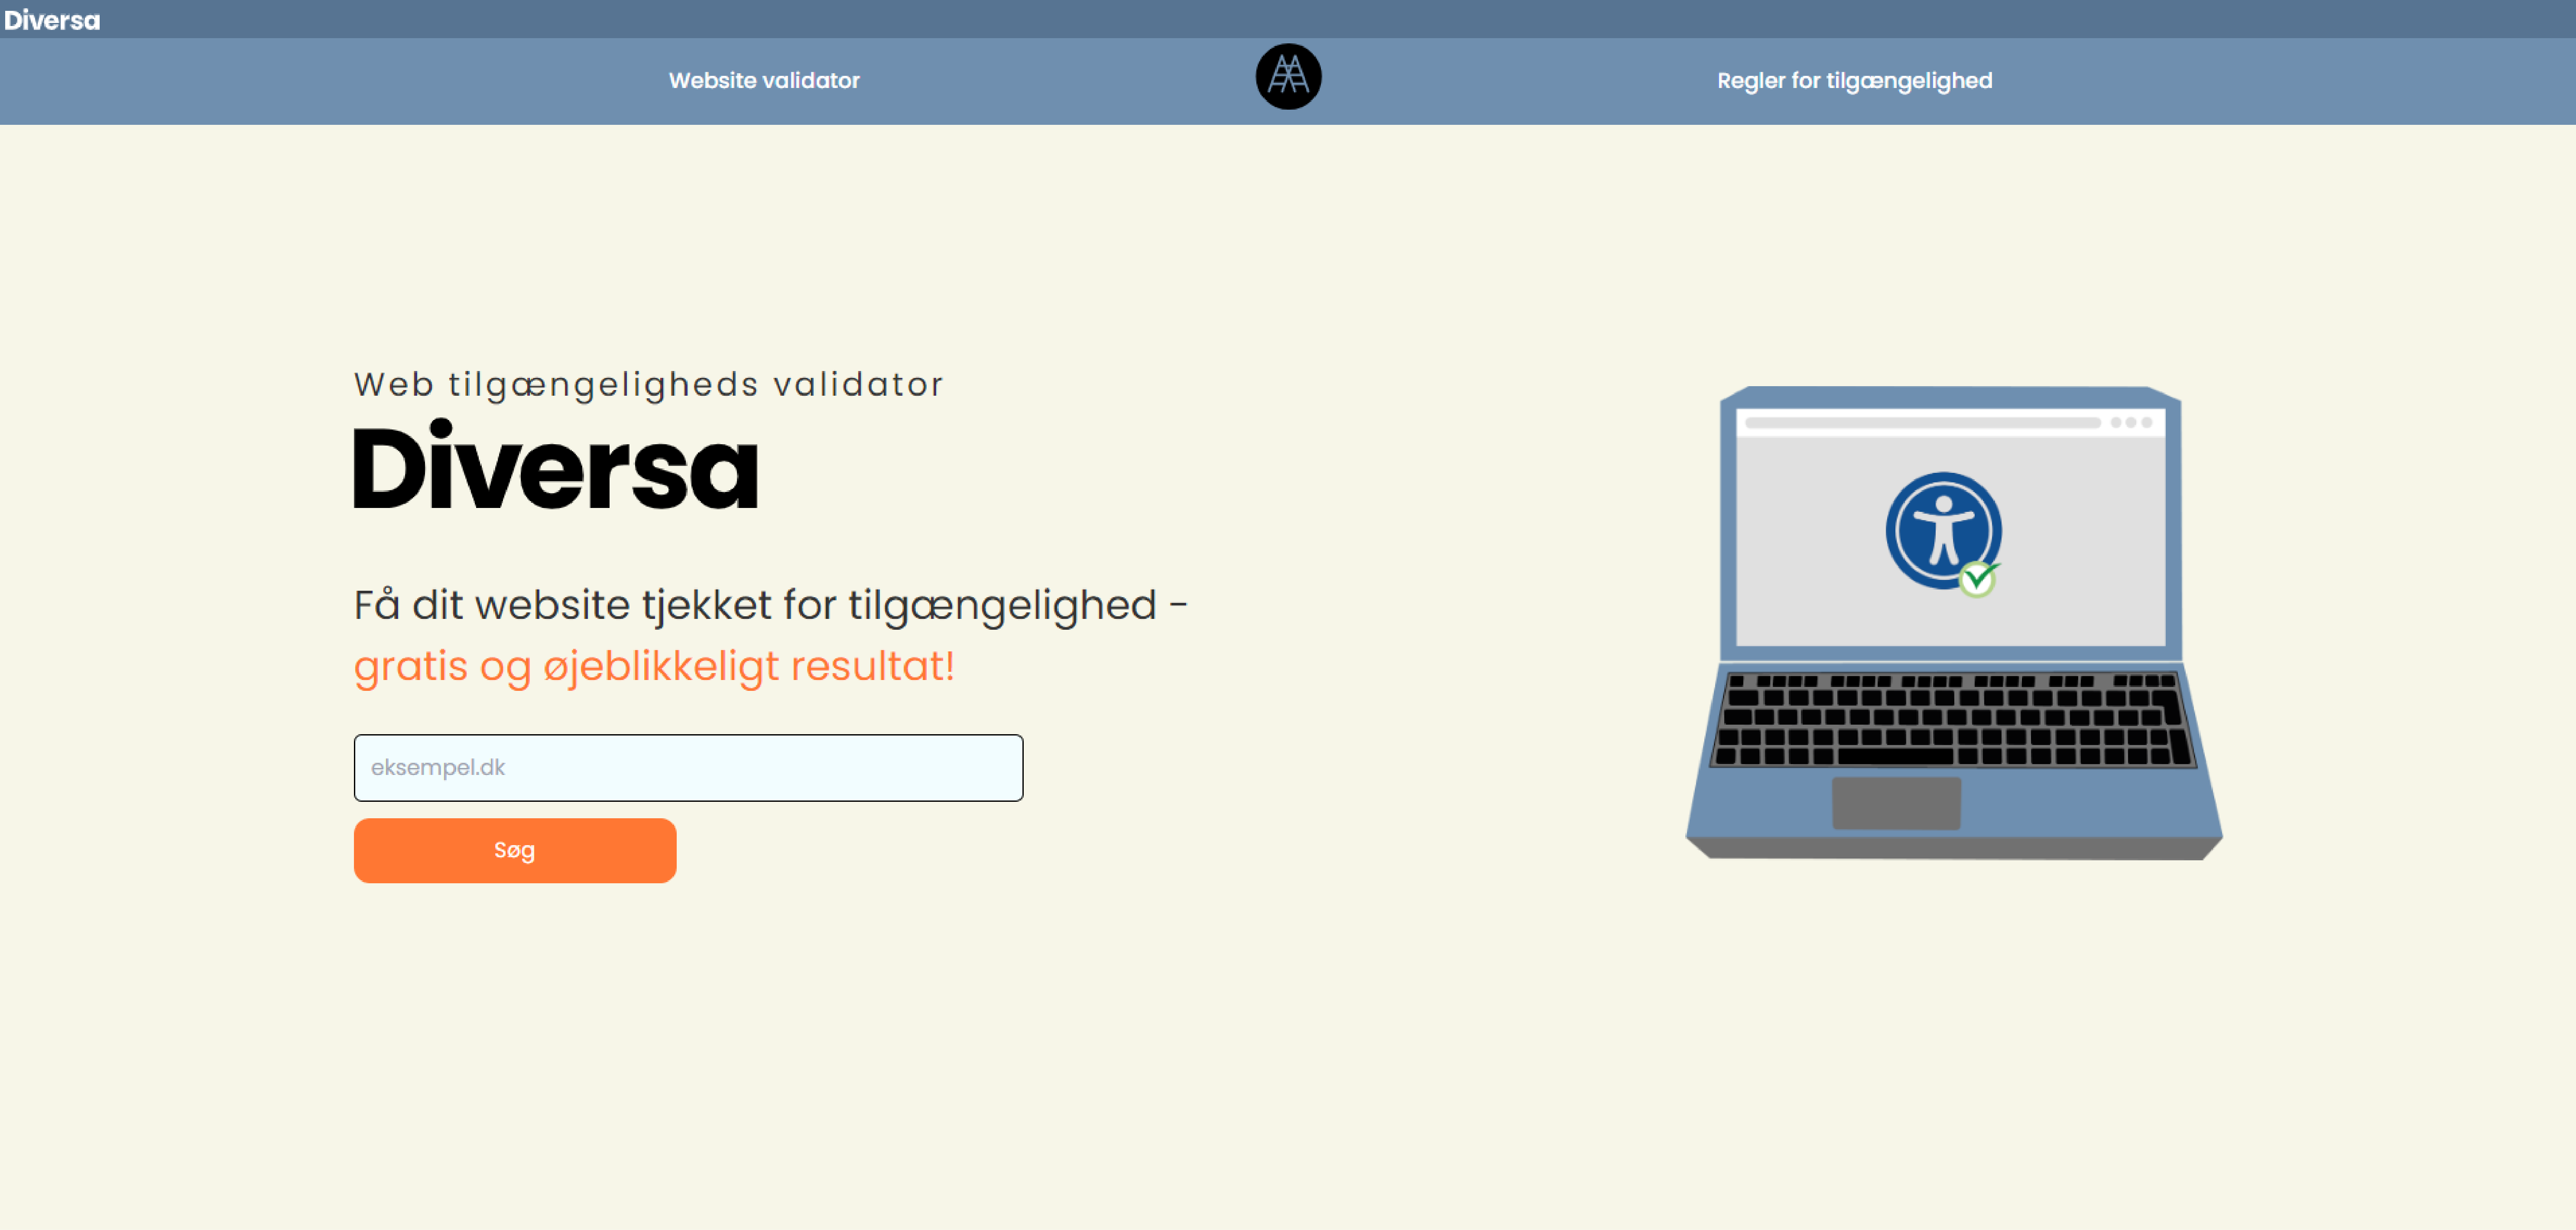 Diversa
Website validator
Regler for tilgængelighed
Web tilgængeligheds validator
Diversa
Få dit website tjekket for tilgængelighed -
gratis og øjeblikkeligt resultat!
eksempel.dk
Søg